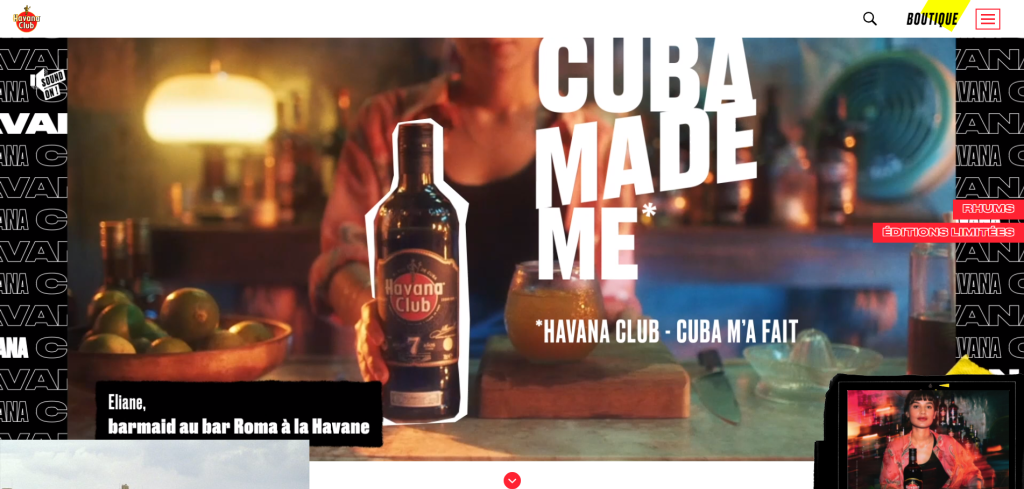 Havana
Club
BOUTIQUE
SOUND
ON!
CUBA
MADE
ME*
RHUMS
ÉDITIONS LIMITÉES
Havana
Club
7
*HAVANA CLUB - CUBA M'A FAIT
Eliane,
barmaid au bar Roma à la Havane